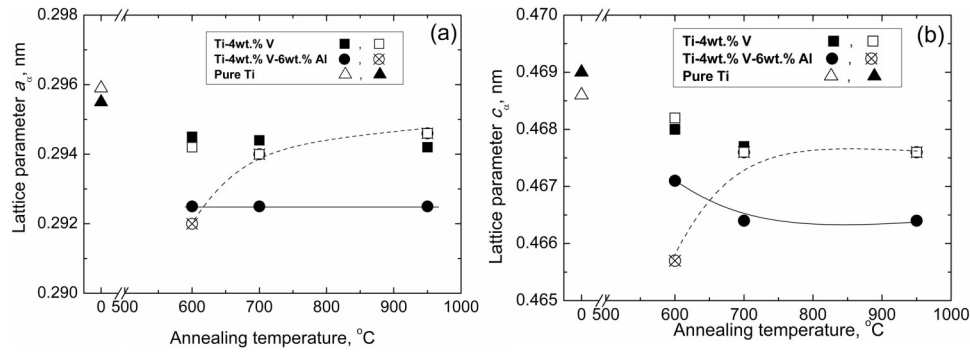 0.298
0.296
0.294
0.292
0.290
Lattice parameter aα, nm
(a)
Ti-4wt.% V ,
Ti-4wt.% V-6wt.% Al ,
Pure Ti ,
0 500 600 700 800 900 1000
Annealing temperature, °C
0.470
0.469
0.468
0.467
0.466
0.465
Lattice parameter cα, nm
(b)
Ti-4wt.% V ,
Ti-4wt.% V-6wt.% Al ,
Pure Ti ,
0 500 600 700 800 900 1000
Annealing temperature, °C